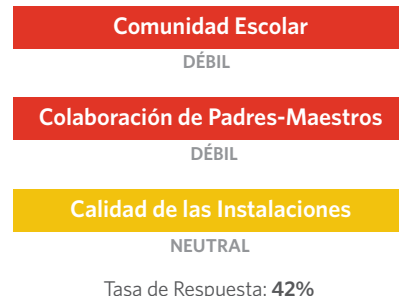 Comunidad Escolar
DÉBIL
Colaboración de Padres-Maestros
DÉBIL
Calidad de las Instalaciones
NEUTRAL
Tasa de Respuesta: 42%